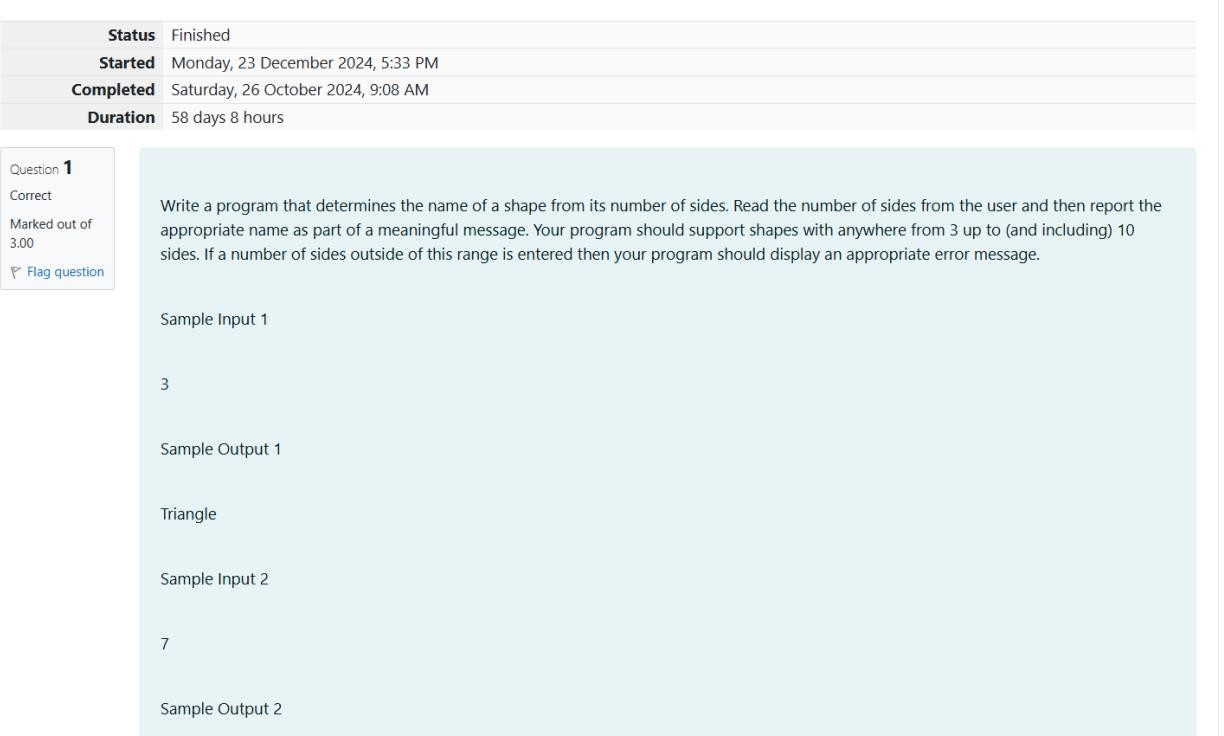 Status Finished
Started Monday, 23 December 2024, 5:33 PM
Completed Saturday, 26 October 2024, 9:08 AM
Duration 58 days 8 hours
Question 1
Correct
Marked out of
3.00
Flag question
Write a program that determines the name of a shape from its number of sides. Read the number of sides from the user and then report the
appropriate name as part of a meaningful message. Your program should support shapes with anywhere from 3 up to (and including) 10
sides. If a number of sides outside of this range is entered then your program should display an appropriate error message.
Sample Input 1
3
Sample Output 1
Triangle
Sample Input 2
7
Sample Output 2